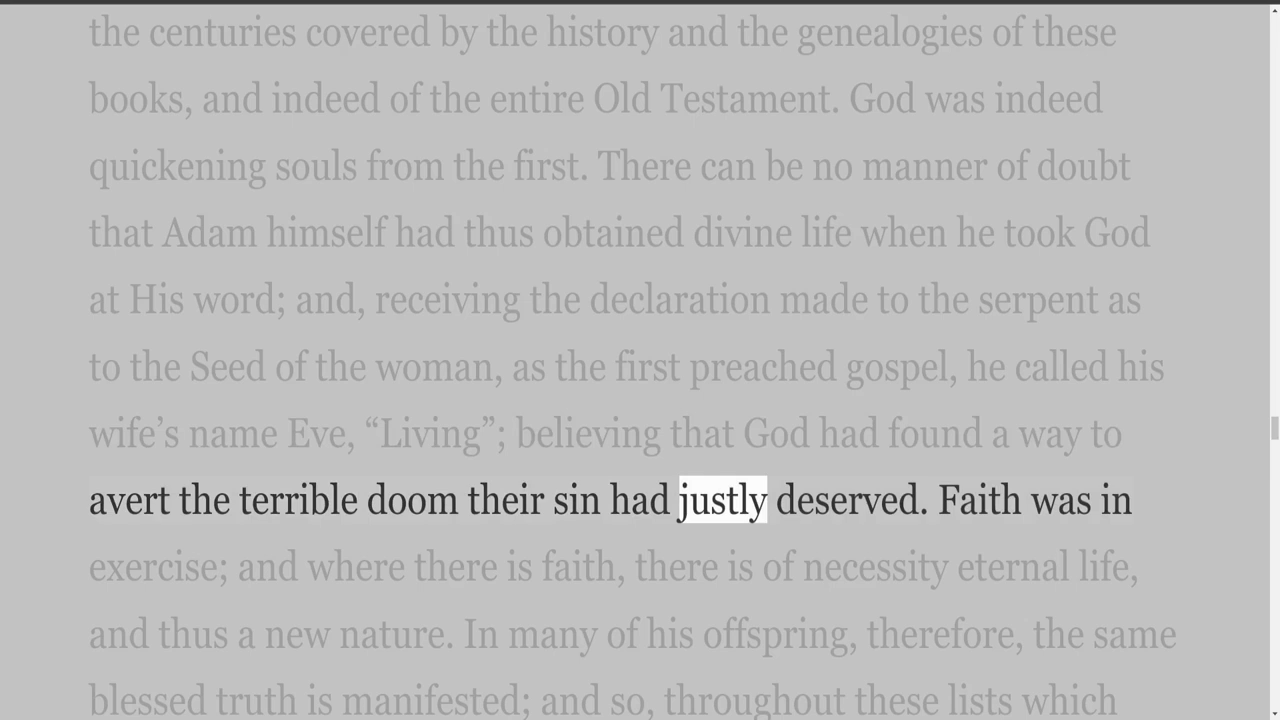 the centuries covered by the history and the genealogies of these
books, and indeed of the entire Old Testament. God was indeed
quickening souls from the first. There can be no manner of doubt
that Adam himself had thus obtained divine life when he took God
at His word; and, receiving the declaration made to the serpent as
to the Seed of the woman, as the first preached gospel, he called his
wife’s name Eve, “Living”; believing that God had found a way to
avert the terrible doom their sin had justly deserved. Faith was in
exercise; and where there is faith, there is of necessity eternal life,
and thus a new nature. In many of his offspring, therefore, the same
blessed truth is manifested; and so, throughout these lists which